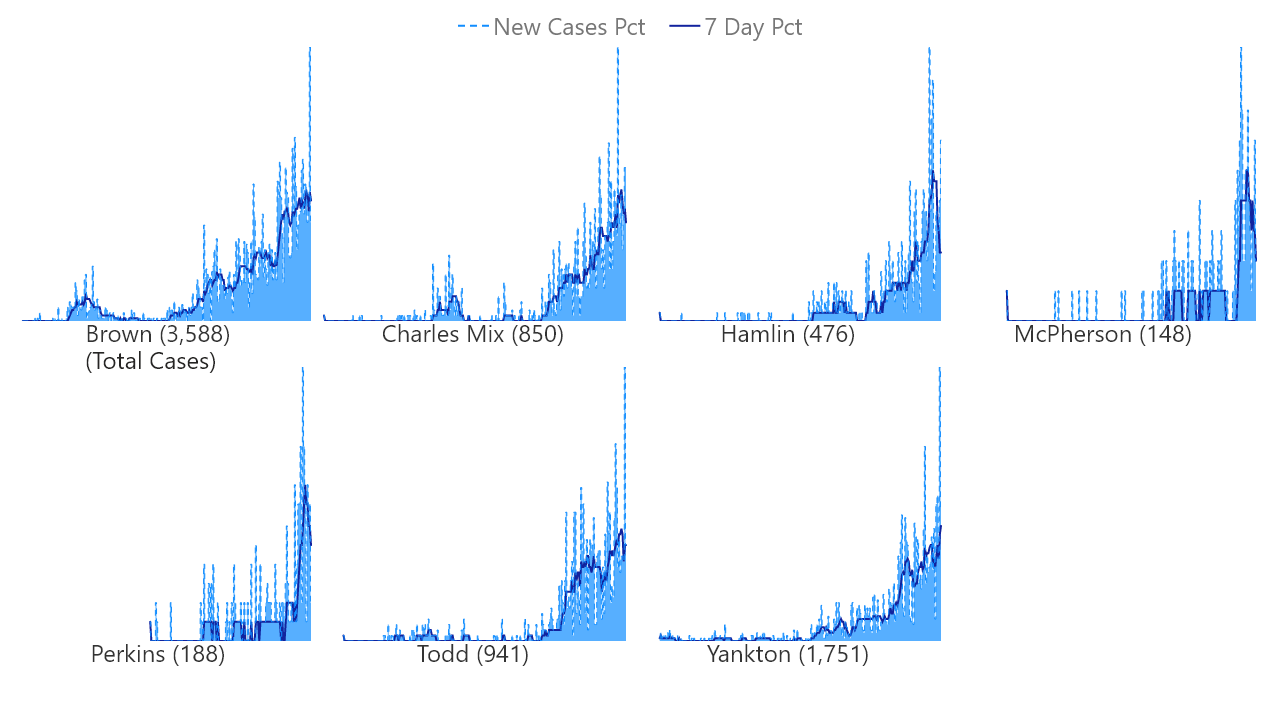 New Cases Pct 7 Day Pct
Brown (3,588)
(Total Cases)
Charles Mix (850)
Hamlin (476)
McPherson (148)
Perkins (188)
Todd (941)
Yankton (1,751)